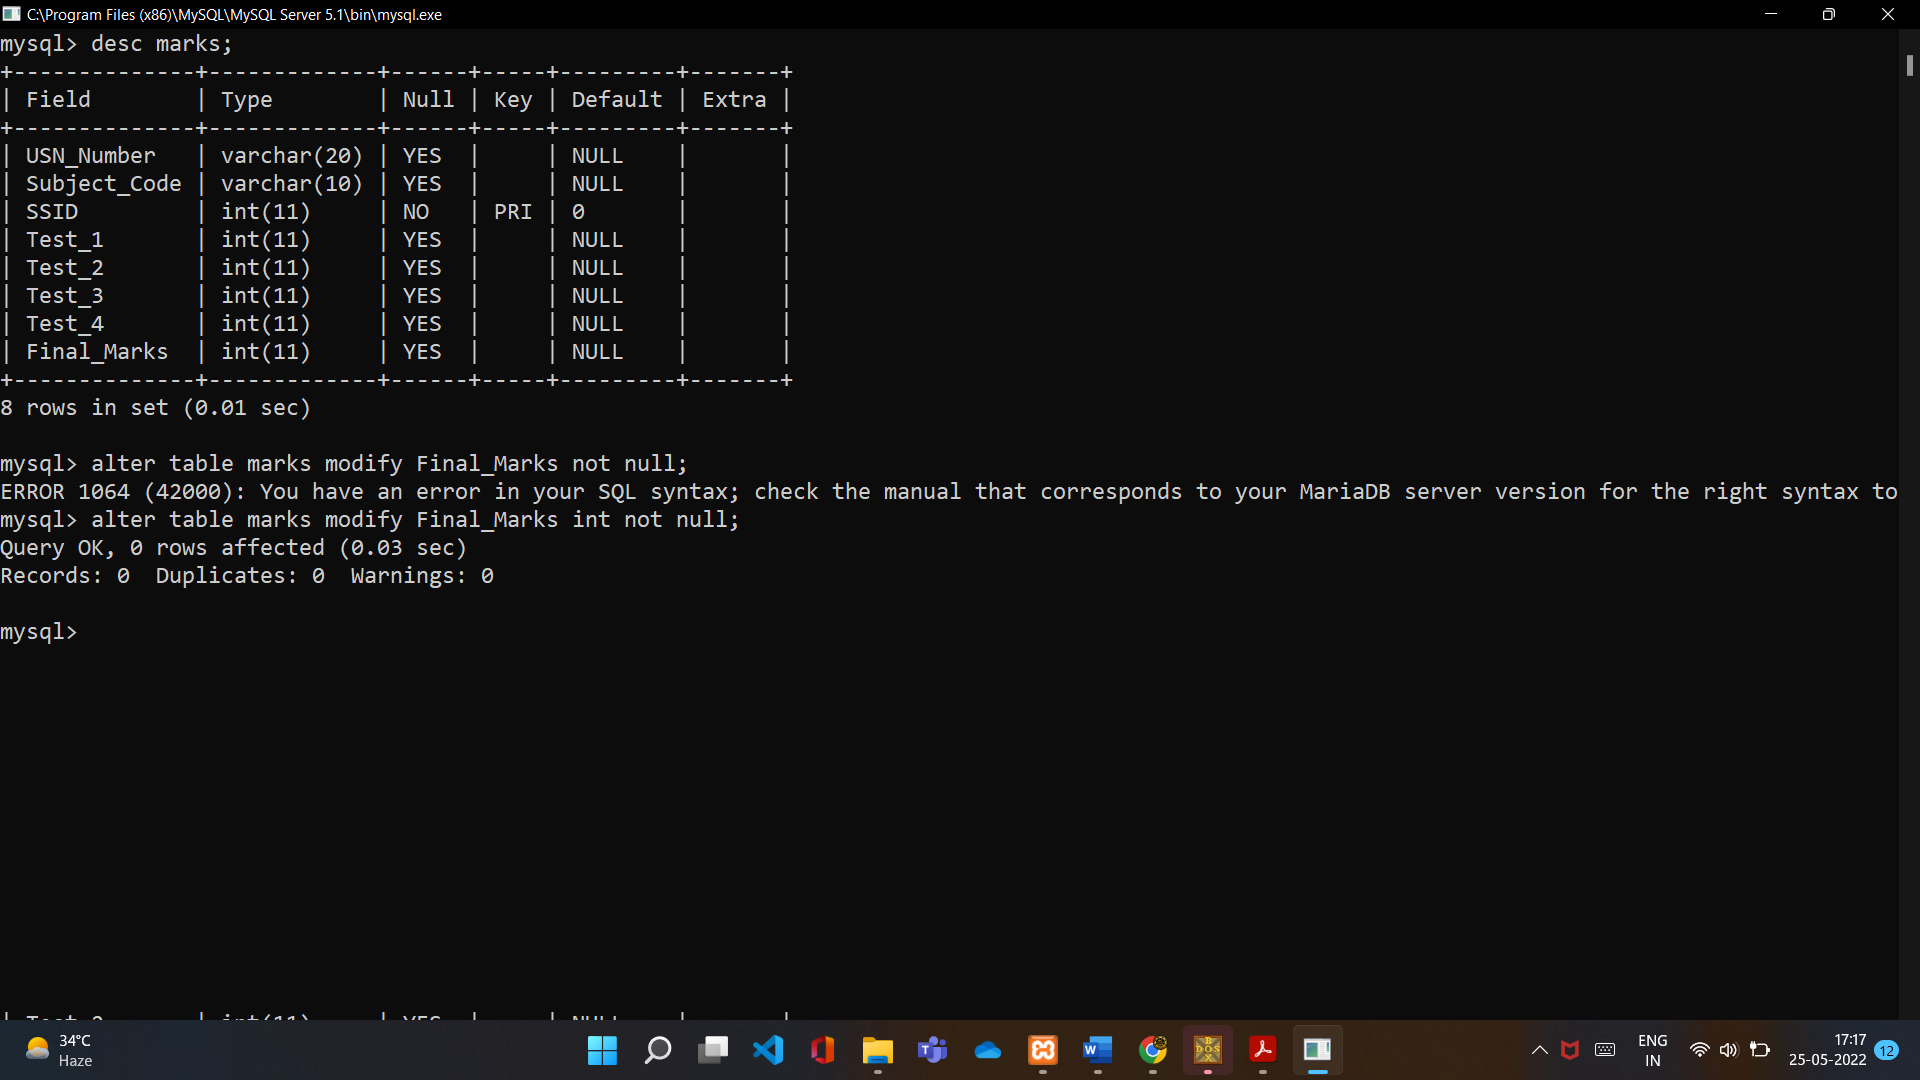 C:\Program Files (x86)\MySQL\MySQL Server 5.1\bin\mysql.exe
mysql> desc marks;
+--------------+-------------+------+-----+---------+-------+
| Field        | Type        | Null | Key | Default | Extra |
+--------------+-------------+------+-----+---------+-------+
| USN_Number   | varchar(20) | YES  |     | NULL    |       |
| Subject_Code | varchar(10) | YES  |     | NULL    |       |
| SSID         | int(11)     | NO   | PRI | 0       |       |
| Test_1       | int(11)     | YES  |     | NULL    |       |
| Test_2       | int(11)     | YES  |     | NULL    |       |
| Test_3       | int(11)     | YES  |     | NULL    |       |
| Test_4       | int(11)     | YES  |     | NULL    |       |
| Final_Marks  | int(11)     | YES  |     | NULL    |       |
+--------------+-------------+------+-----+---------+-------+
8 rows in set (0.01 sec)
mysql> alter table marks modify Final_Marks not null;
ERROR 1064 (42000): You have an error in your SQL syntax; check the manual that corresponds to your MariaDB server version for the right syntax to
mysql> alter table marks modify Final_Marks int not null;
Query OK, 0 rows affected (0.03 sec)
Records: 0  Duplicates: 0  Warnings: 0
mysql>
34°C
Haze
ENG
IN
17:17
25-05-2022
12